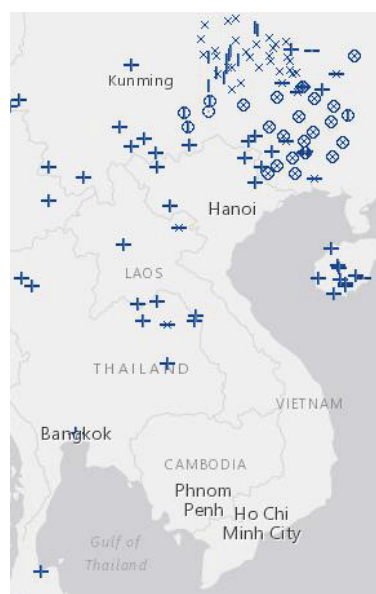 Kunming
Hanoi
LAOS
THAILAND
VIETNAM
Bangkok
CAMBODIA
Phnom
Penh
Ho Chi
Minh City
Gulf of
Thailand